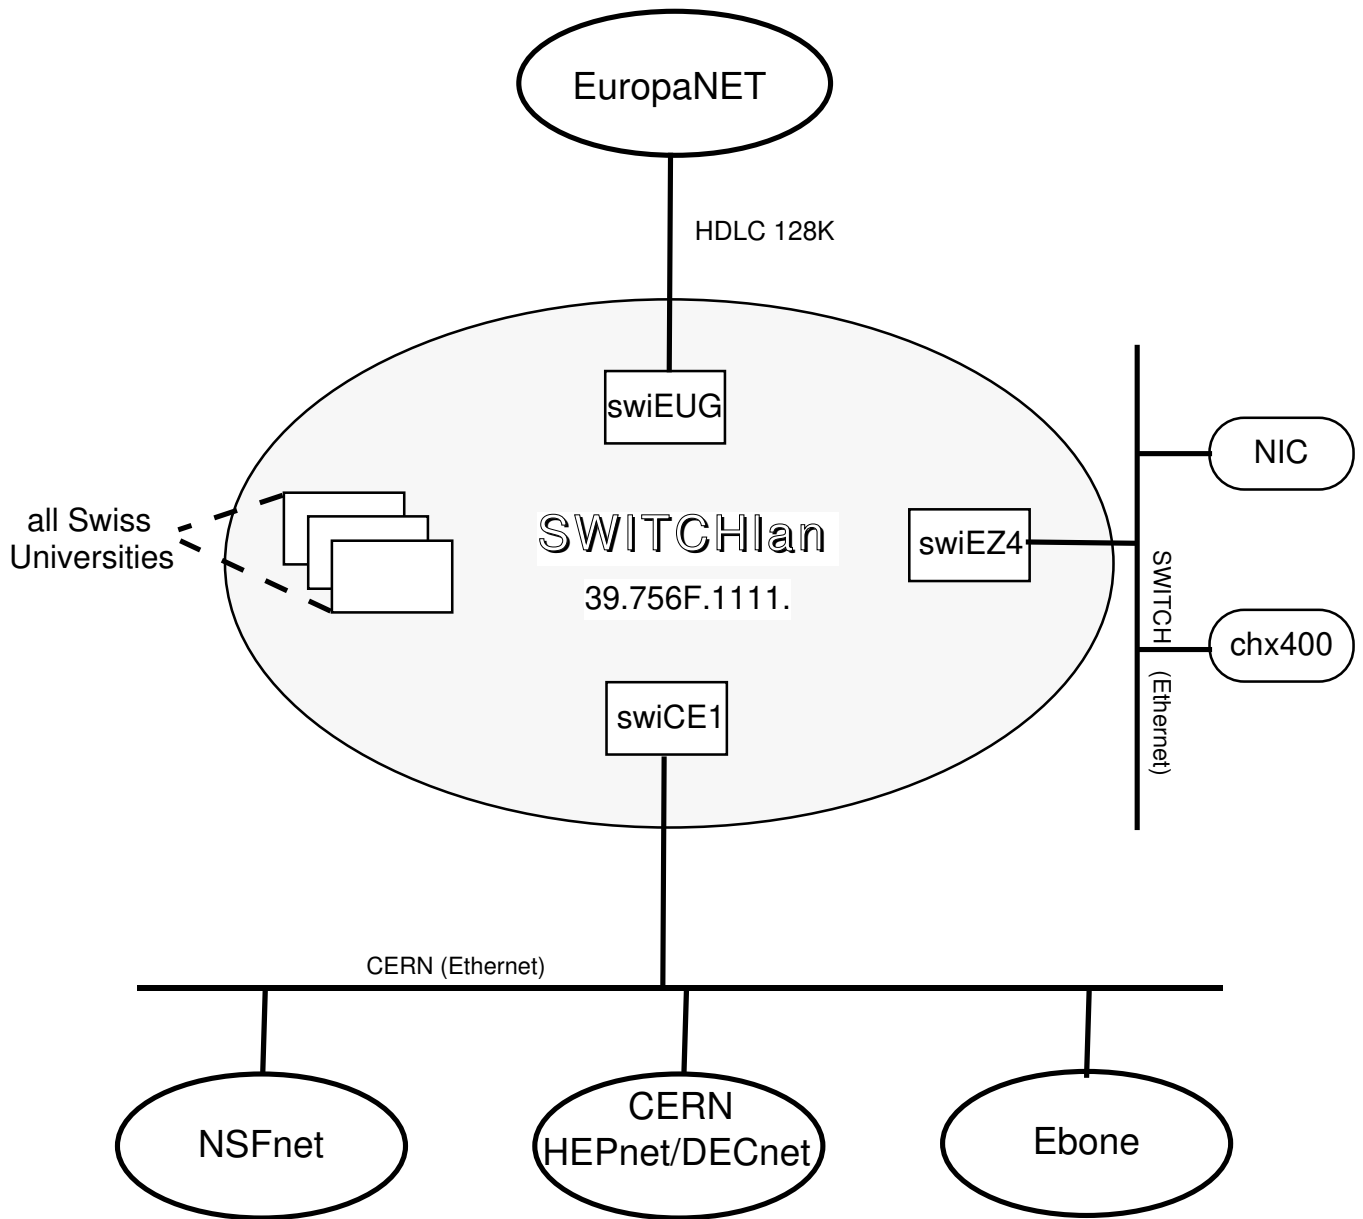 EuropaNET
HDLC 128K
swiEUG
NIC
all Swiss
Universities
SWITCHlan
39.756F.1111.
swiEZ4
SWITCH (Ethernet)
chx400
swiCE1
CERN (Ethernet)
NSFnet
CERN
HEPnet/DECnet
Ebone